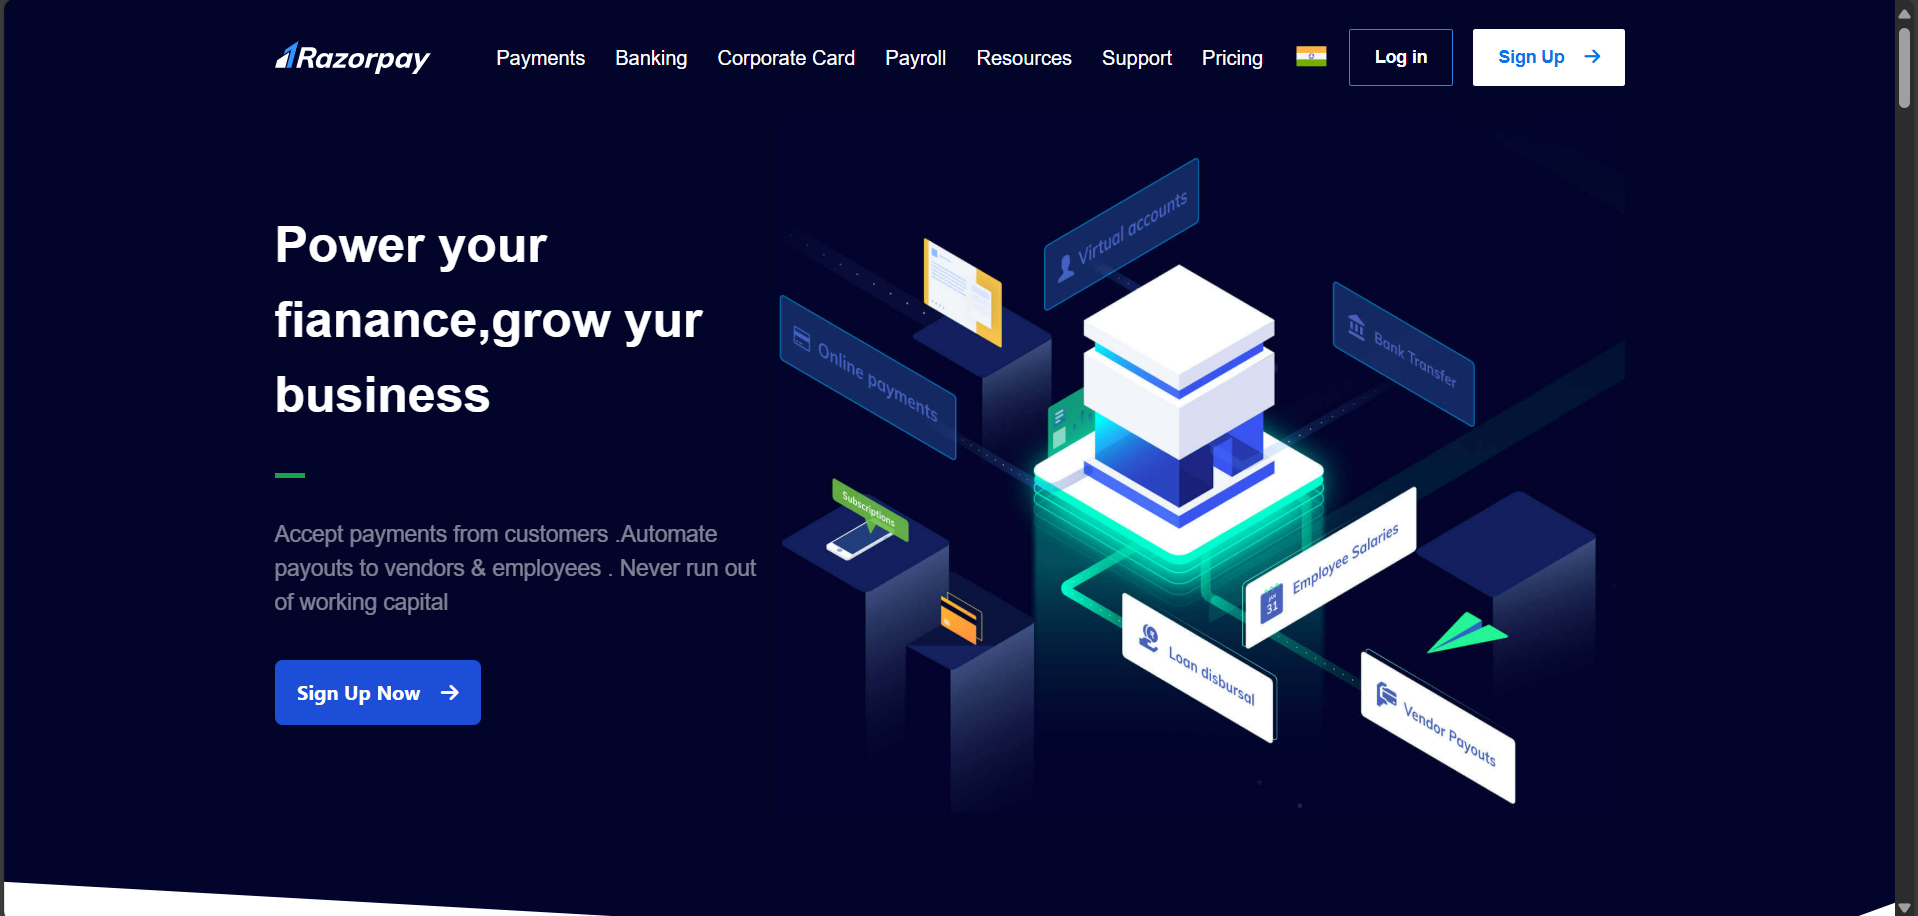 Razorpay
Payments
Banking
Corporate Card
Payroll
Resources
Support
Pricing
Log in
Sign Up
Power your
fianance,grow yur
business
Accept payments from customers .Automate
payouts to vendors & employees . Never run out
of working capital
Sign Up Now
Virtual accounts
Online payments
Bank Transfer
Subscriptions
Employee Salaries
JAN
31
Loan disbursal
Vendor Payouts